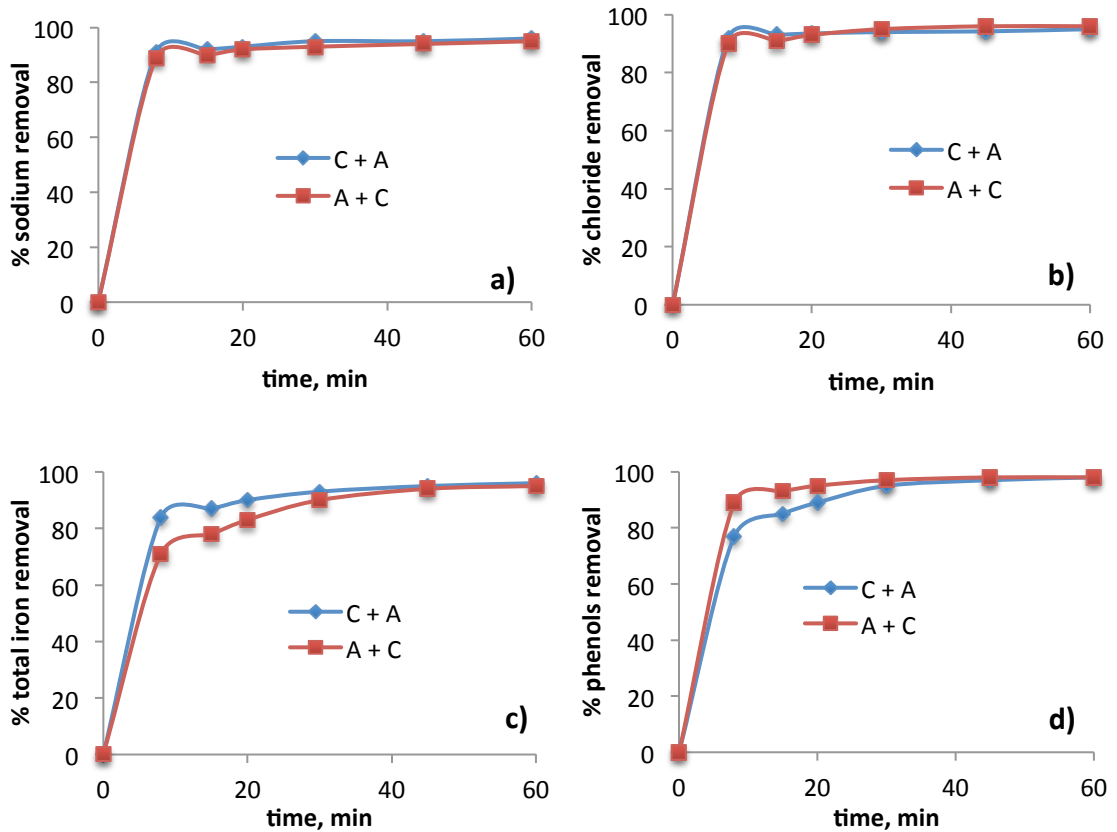 % sodium removal
100
80
60
40
20
0
0 20 40 60
time, min
C + A
A + C
a)
% chloride removal
100
80
60
40
20
0
0 20 40 60
time, min
C + A
A + C
b)
% total iron removal
100
80
60
40
20
0
0 20 40 60
time, min
C + A
A + C
c)
% phenols removal
100
80
60
40
20
0
0 20 40 60
time, min
C + A
A + C
d)